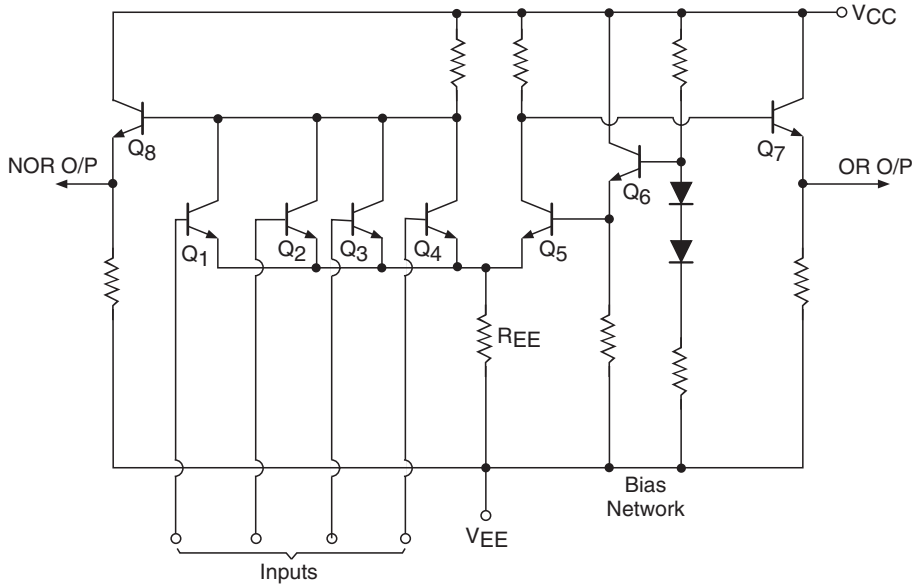 VCC
Q8
Q7
NOR O/P
OR O/P
Q6
Q1
Q2
Q3
Q4
Q5
REE
Bias
Network
VEE
Inputs